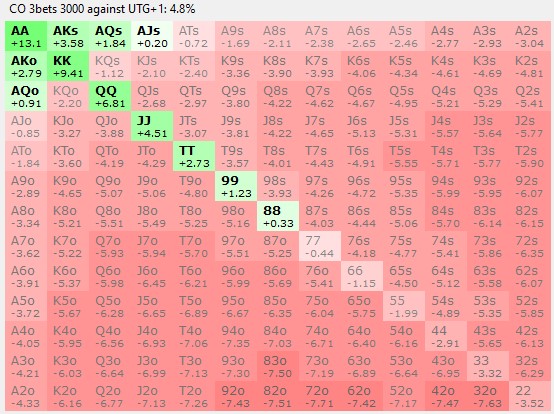 CO 3bets 3000 against UTG+1: 4.8%
AA AKs AQs AJs ATs A9s A8s A7s A6s A5s A4s A3s A2s
+13.1 +3.58 +1.84 +0.20 -0.72 -1.69 -2.11 -2.38 -2.65 -2.46 -2.77 -2.93 -3.04
AKo KK KQs KJs KTs K9s K8s K7s K6s K5s K4s K3s K2s
+2.79 +9.41 -1.12 -2.10 -2.40 -3.36 -3.90 -3.93 -4.06 -4.34 -4.61 -4.69 -4.81
AQo KQo QQ QJs QTs Q9s Q8s Q7s Q6s Q5s Q4s Q3s Q2s
+0.91 -2.20 +6.81 -2.68 -2.97 -3.80 -4.22 -4.62 -4.67 -4.95 -5.21 -5.29 -5.41
AJo KJo QJo JJ JTs J9s J8s J7s J6s J5s J4s J3s J2s
-0.85 -3.27 -3.88 +4.51 -3.07 -3.81 -4.22 -4.65 -5.13 -5.31 -5.57 -5.64 -5.77
ATo KTo QTo JTo TT T9s T8s T7s T6s T5s T4s T3s T2s
-1.84 -3.60 -4.19 -4.29 +2.73 -3.57 -4.01 -4.43 -4.91 -5.55 -5.71 -5.77 -5.90
A9o K9o Q9o J9o T9o 99 98s 97s 96s 95s 94s 93s 92s
-2.89 -4.65 -5.07 -5.06 -4.80 +1.23 -3.93 -4.26 -4.72 -5.35 -5.99 -5.95 -6.07
A8o K8o Q8o J8o T8o 98o 88 87s 86s 85s 84s 83s 82s
-3.34 -5.21 -5.51 -5.49 -5.25 -5.16 +0.33 -4.03 -4.44 -5.06 -5.70 -6.14 -6.15
A7o K7o Q7o J7o T7o 97o 87o 77 76s 75s 74s 73s 72s
-3.62 -5.22 -5.93 -5.94 -5.70 -5.51 -5.25 -0.44 -4.18 -4.77 -5.41 -5.86 -6.35
A6o K6o Q6o J6o T6o 96o 86o 76o 66 65s 64s 63s 62s
-3.91 -5.37 -5.98 -6.45 -6.21 -5.99 -5.69 -5.41 -1.15 -4.50 -5.12 -5.58 -6.07
A5o K5o Q5o J5o T5o 95o 85o 75o 65o 55 54s 53s 52s
-3.72 -5.67 -6.28 -6.65 -6.89 -6.67 -6.35 -6.04 -5.75 -1.99 -4.89 -5.35 -5.85
A4o K4o Q4o J4o T4o 94o 84o 74o 64o 54o 44 43s 42s
-4.05 -5.95 -6.56 -6.93 -7.06 -7.35 -7.03 -6.71 -6.40 -6.16 -2.91 -5.65 -6.13
A3o K3o Q3o J3o T3o 93o 83o 73o 63o 53o 43o 33 32s
-4.21 -6.03 -6.64 -6.99 -7.13 -7.30 -7.50 -7.19 -6.89 -6.64 -6.95 -3.32 -6.29
A2o K2o Q2o J2o T2o 92o 82o 72o 62o 52o 42o 32o 22
-4.33 -6.16 -6.77 -7.13 -7.26 -7.43 -7.51 -7.71 -7.42 -7.17 -7.47 -7.63 -3.52